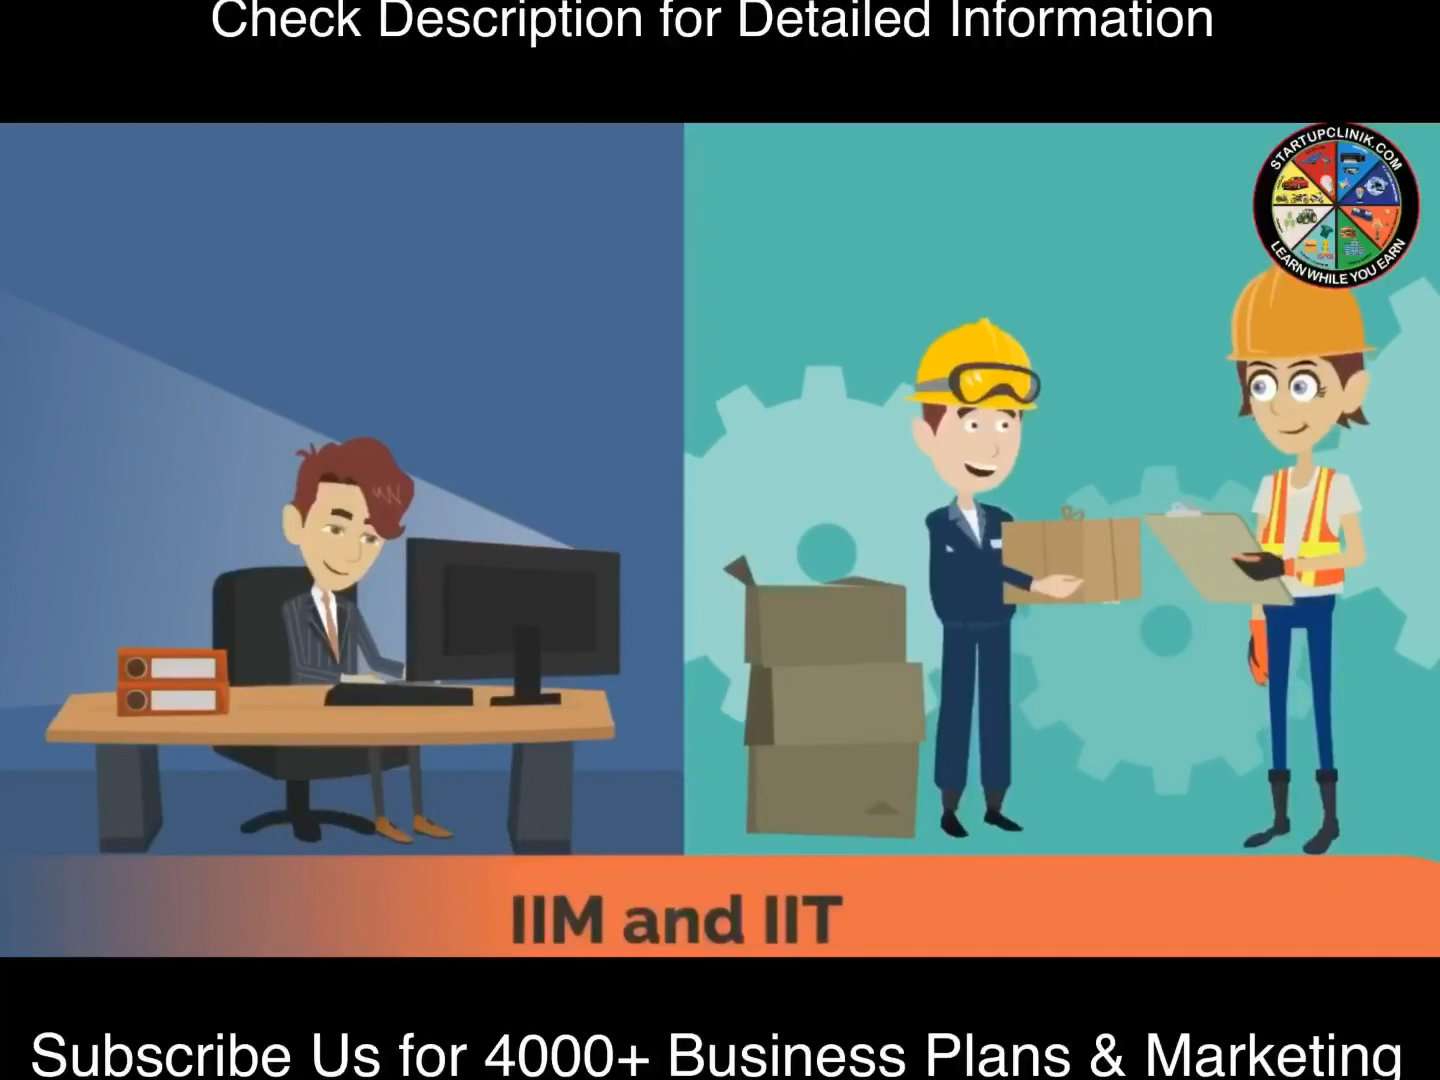 Check Description for Detailed Information
STARTUPCLINIK.COM
LEARN WHILE YOU EARN
IIM and IIT
Subscribe Us for 4000+ Business Plans & Marketing